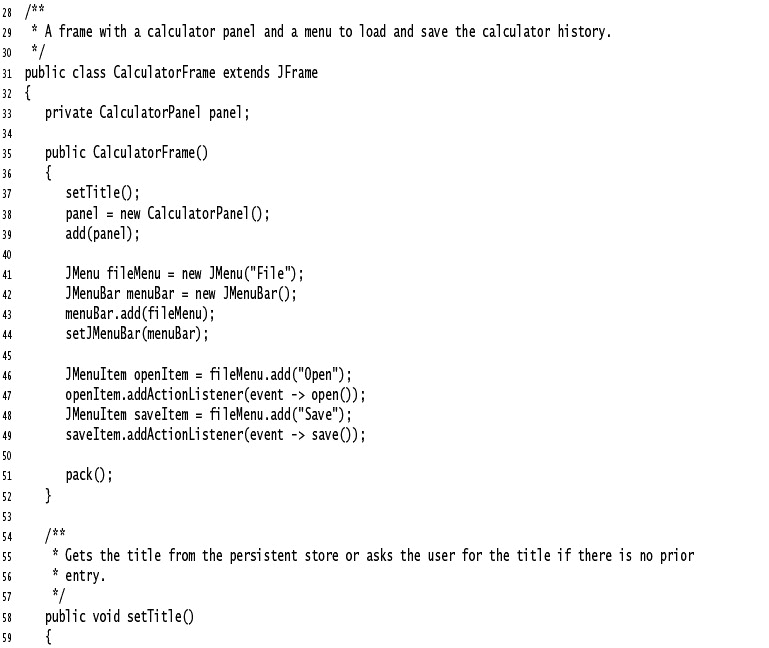 28 /**
29  * A frame with a calculator panel and a menu to load and save the calculator history.
30  */
31 public class CalculatorFrame extends JFrame
32 {
33    private CalculatorPanel panel;
34
35    public CalculatorFrame()
36    {
37       setTitle();
38       panel = new CalculatorPanel();
39       add(panel);
40
41       JMenu fileMenu = new JMenu("File");
42       JMenuBar menuBar = new JMenuBar();
43       menuBar.add(fileMenu);
44       setJMenuBar(menuBar);
45
46       JMenuItem openItem = fileMenu.add("Open");
47       openItem.addActionListener(event -> open());
48       JMenuItem saveItem = fileMenu.add("Save");
49       saveItem.addActionListener(event -> save());
50
51       pack();
52    }
53
54    /**
55     * Gets the title from the persistent store or asks the user for the title if there is no prior
56     * entry.
57     */
58    public void setTitle()
59    {